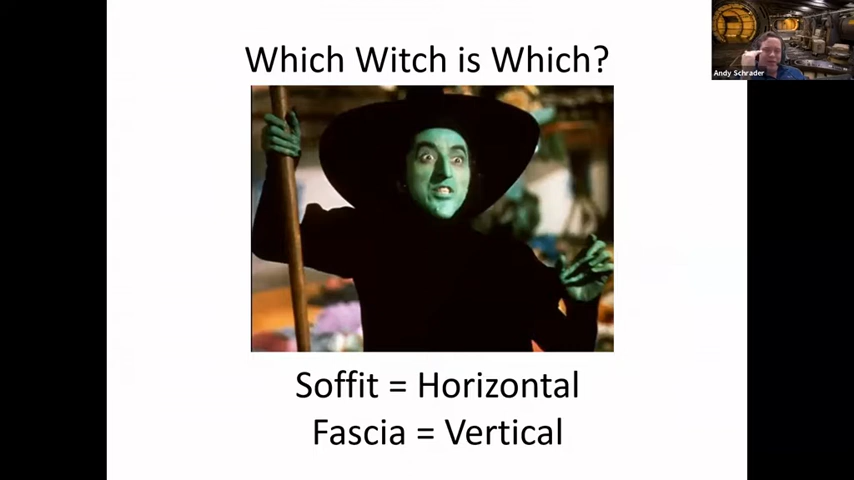 Which Witch is Which?
Andy Schrader
Soffit = Horizontal
Fascia = Vertical